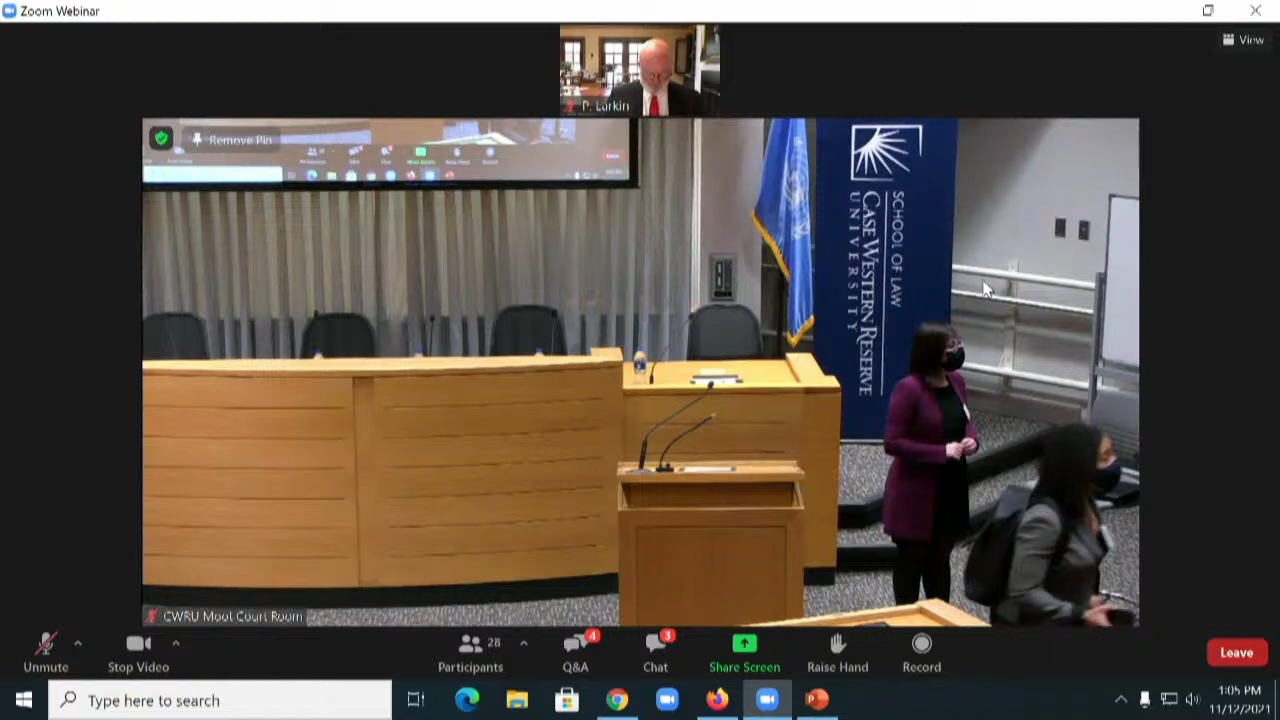 Zoom Webinar
View
P. Larkin
Remove Pin
SCHOOL OF LAW
CASE WESTERN RESERVE
UNIVERSITY
CWRU Moot Court Room
Unmute
Stop Video
28
Participants
4
Q&A
3
Chat
Share Screen
Raise Hand
Record
Leave
Type here to search
1:05 PM
11/12/2021